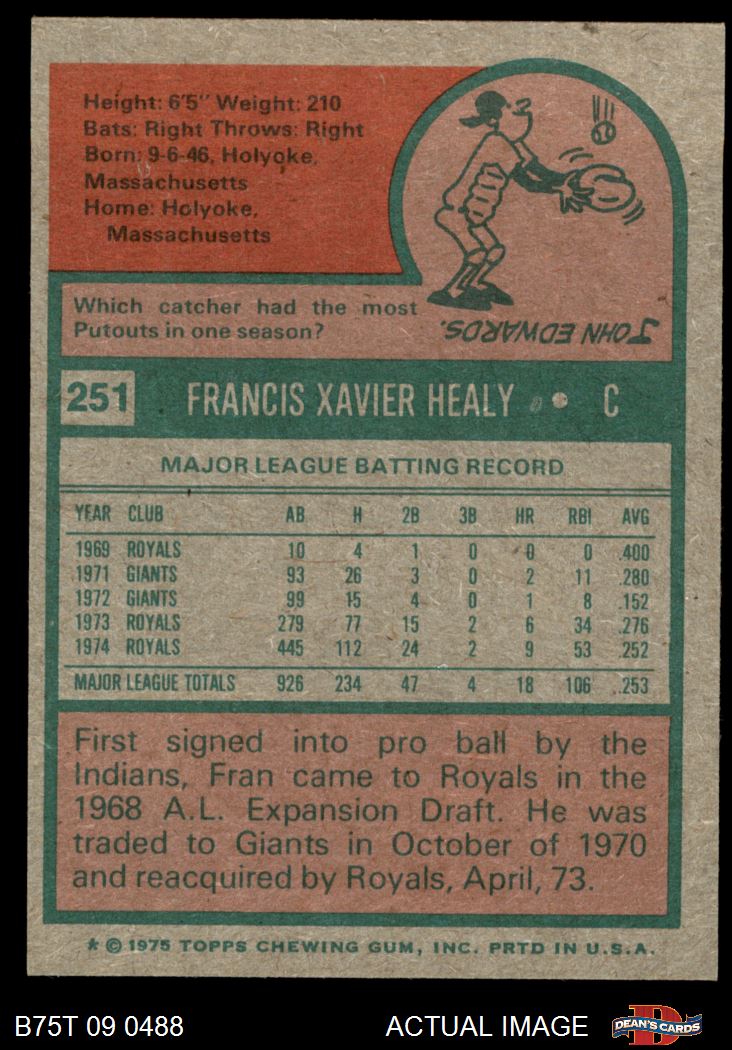 Height: 6'5" Weight: 210
Bats: Right Throws: Right
Born: 9-6-46, Holyoke,
Massachusetts
Home: Holyoke,
Massachusetts
Which catcher had the most
Putouts in one season?
JOHN EDWARDS.
251 FRANCIS XAVIER HEALY • C
MAJOR LEAGUE BATTING RECORD
YEAR CLUB AB H 2B 3B HR RBI AVG
1969 ROYALS 10 4 1 0 0 0 .400
1971 GIANTS 93 26 3 0 2 11 .280
1972 GIANTS 99 15 4 0 1 8 .152
1973 ROYALS 279 77 15 2 6 34 .276
1974 ROYALS 445 112 24 2 9 53 .252
MAJOR LEAGUE TOTALS 926 234 47 4 18 106 .253
First signed into pro ball by the
Indians, Fran came to Royals in the
1968 A.L. Expansion Draft. He was
traded to Giants in October of 1970
and reacquired by Royals, April, 73.
* © 1975 TOPPS CHEWING GUM, INC. PRTD IN U.S.A.
B75T 09 0488 ACTUAL IMAGE D DEAN'S CARDS